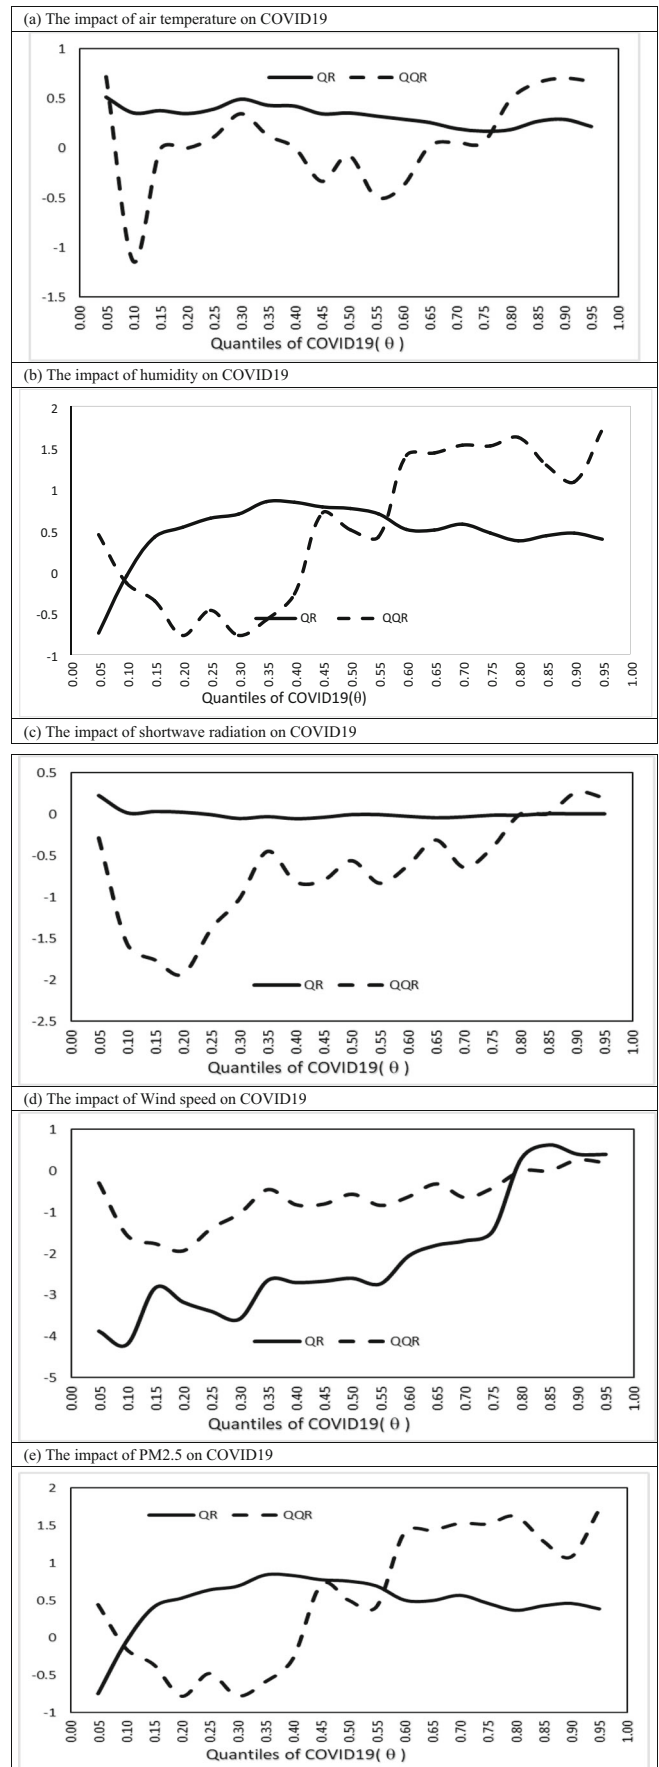 (a) The impact of air temperature on COVID19
1
QR QQR
0.5
0
-0.5
-1
-1.5
0.00 0.05 0.10 0.15 0.20 0.25 0.30 0.35 0.40 0.45 0.50 0.55 0.60 0.65 0.70 0.75 0.80 0.85 0.90 0.95 1.00
Quantiles of COVID19( θ )
(b) The impact of humidity on COVID19
2
1.5
1
0.5
0
-0.5
QR QQR
-1
0.00 0.05 0.10 0.15 0.20 0.25 0.30 0.35 0.40 0.45 0.50 0.55 0.60 0.65 0.70 0.75 0.80 0.85 0.90 0.95 1.00
Quantiles of COVID19(θ)
(c) The impact of shortwave radiation on COVID19
0.5
0
-0.5
-1
-1.5
-2
QR QQR
-2.5
0.00 0.05 0.10 0.15 0.20 0.25 0.30 0.35 0.40 0.45 0.50 0.55 0.60 0.65 0.70 0.75 0.80 0.85 0.90 0.95 1.00
Quantiles of COVID19( θ )
(d) The impact of Wind speed on COVID19
1
0
-1
-2
-3
-4
QR QQR
-5
0.00 0.05 0.10 0.15 0.20 0.25 0.30 0.35 0.40 0.45 0.50 0.55 0.60 0.65 0.70 0.75 0.80 0.85 0.90 0.95 1.00
Quantiles of COVID19( θ )
(e) The impact of PM2.5 on COVID19
2
QR QQR
1.5
1
0.5
0
-0.5
-1
0.00 0.05 0.10 0.15 0.20 0.25 0.30 0.35 0.40 0.45 0.50 0.55 0.60 0.65 0.70 0.75 0.80 0.85 0.90 0.95 1.00
Quantiles of COVID19( θ )